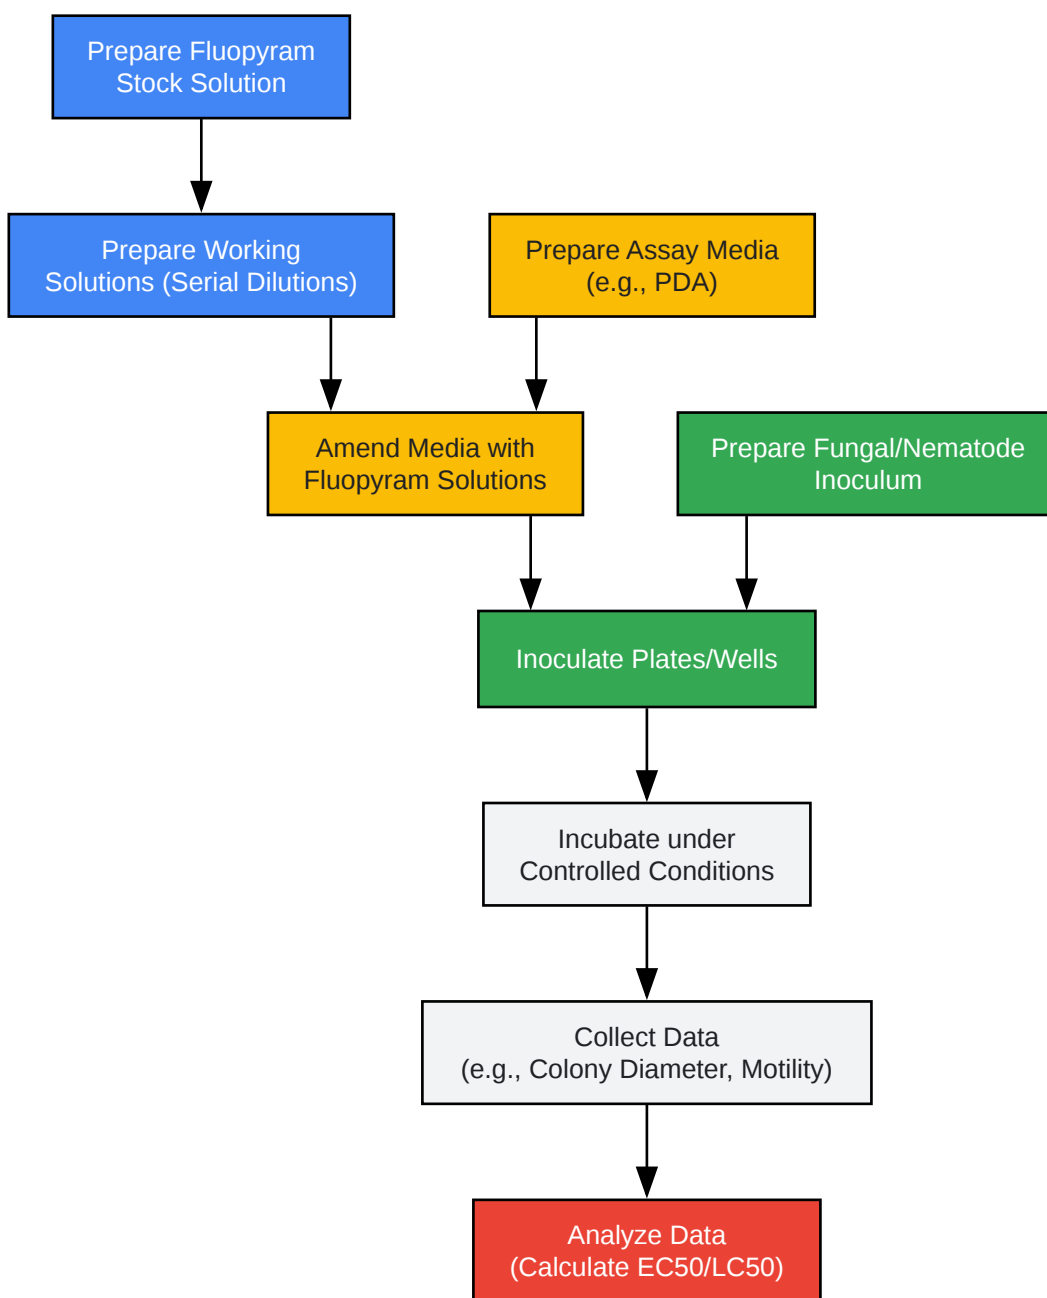 Prepare Fluopyram
Stock Solution
Prepare Working
Solutions (Serial Dilutions)
Prepare Assay Media
(e.g., PDA)
Amend Media with
Fluopyram Solutions
Prepare Fungal/Nematode
Inoculum
Inoculate Plates/Wells
Incubate under
Controlled Conditions
Collect Data
(e.g., Colony Diameter, Motility)
Analyze Data
(Calculate EC50/LC50)